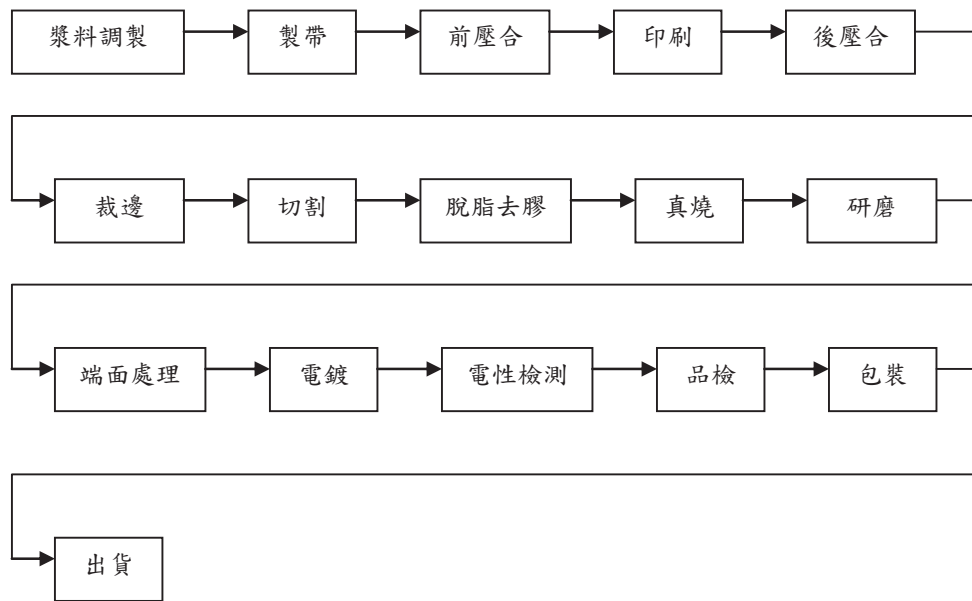 漿料調製 製帶 前壓合 印刷 後壓合
裁邊 切割 脫脂去膠 真燒 研磨
端面處理 電鍍 電性檢測 品檢 包裝
出貨